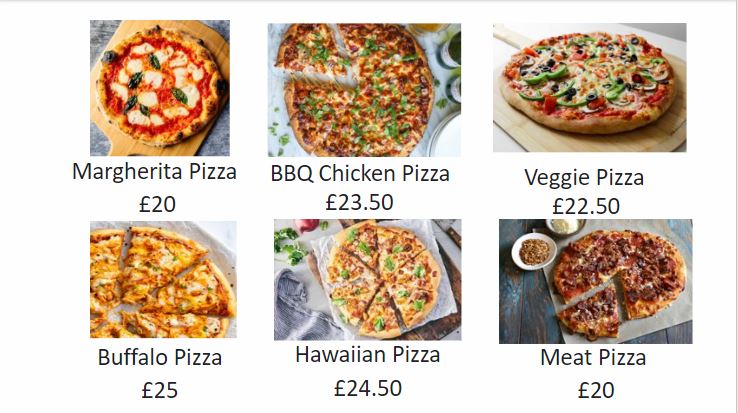 Margherita Pizza
£20
BBQ Chicken Pizza
£23.50
Veggie Pizza
£22.50
Buffalo Pizza
£25
Hawaiian Pizza
£24.50
Meat Pizza
£20